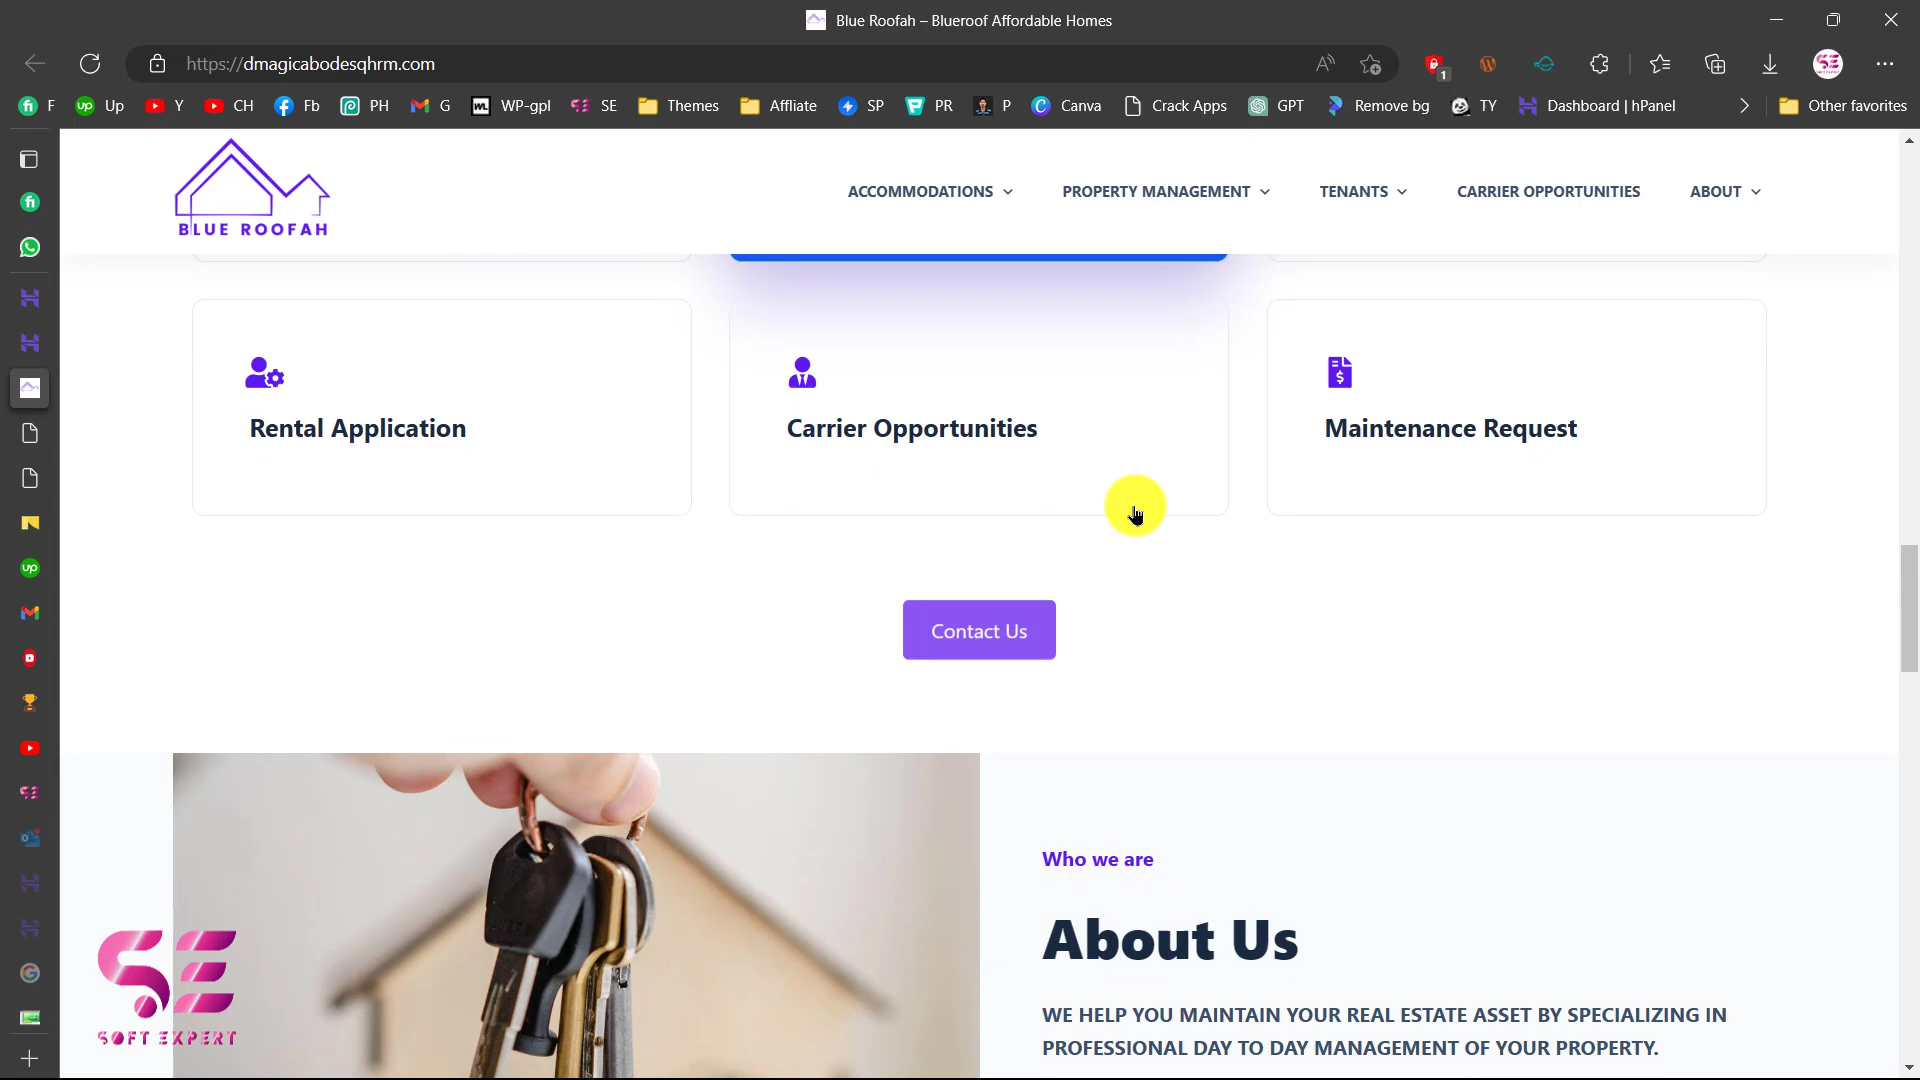 Blue Roofah – Blueroof Affordable Homes
https://dmagicabodesqhrm.com
1
F
Up
Y
CH
Fb
PH
G
WP-gpl
SE
Themes
Affliate
SP
PR
P
Canva
Crack Apps
GPT
Remove bg
TY
Dashboard | hPanel
Other favorites
BLUE ROOFAH
ACCOMMODATIONS
PROPERTY MANAGEMENT
TENANTS
CARRIER OPPORTUNITIES
ABOUT
Rental Application
Carrier Opportunities
Maintenance Request
Contact Us
Who we are
About Us
WE HELP YOU MAINTAIN YOUR REAL ESTATE ASSET BY SPECIALIZING IN
PROFESSIONAL DAY TO DAY MANAGEMENT OF YOUR PROPERTY.
SE
SOFT EXPERT